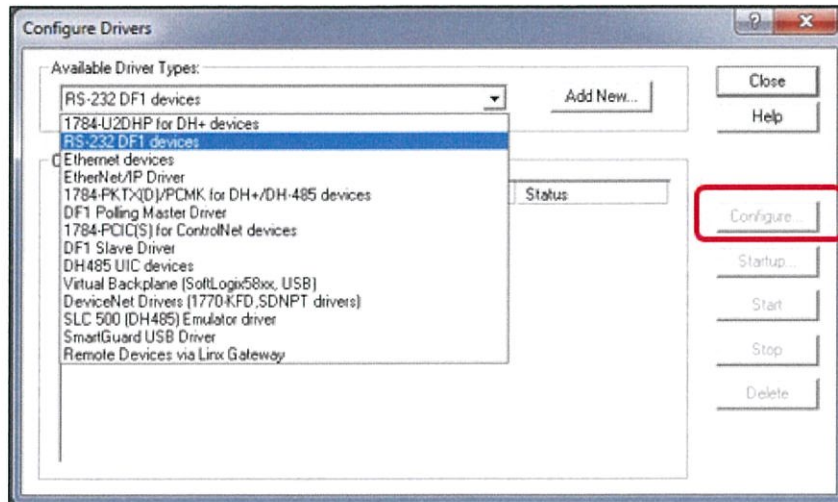 Configure Drivers
Available Driver Types:
RS-232 DF1 devices
Add New...
Close
Help
1784-U2DHP for DH+ devices
RS-232 DF1 devices
Ethernet devices
EtherNet/IP Driver
1784-PKTX(D)/PCMK for DH+/DH-485 devices
DF1 Polling Master Driver
1784-PCIC(S) for ControlNet devices
DF1 Slave Driver
DH485 UIC devices
Virtual Backplane (SoftLogix58xx, USB)
DeviceNet Drivers (1770-KFD,SDNPT drivers)
SLC 500 (DH485) Emulator driver
SmartGuard USB Driver
Remote Devices via Linx Gateway
Status
Configure...
Startup...
Start
Stop
Delete